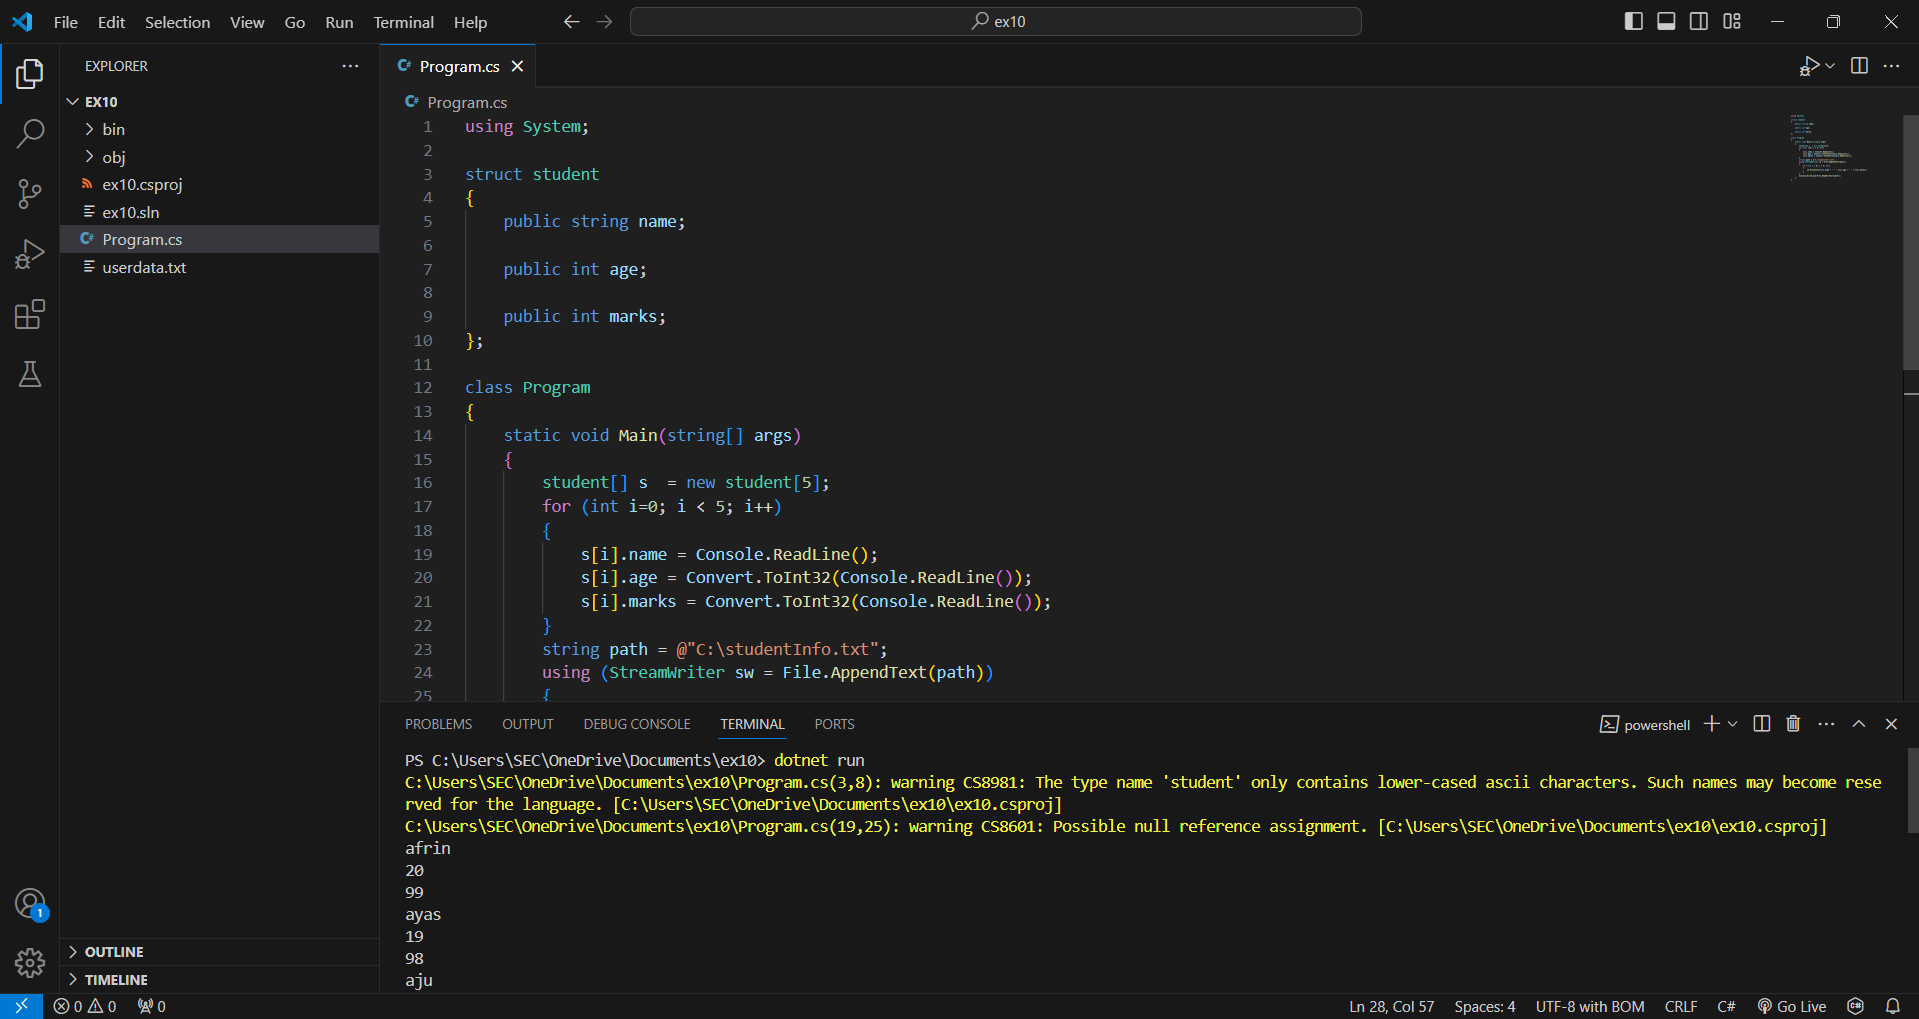 File Edit Selection View Go Run Terminal Help
ex10
EXPLORER
EX10
bin
obj
ex10.csproj
ex10.sln
Program.cs
userdata.txt
OUTLINE
TIMELINE
Program.cs
Program.cs
1 using System;
2
3 struct student
4 {
5 public string name;
6
7 public int age;
8
9 public int marks;
10 };
11
12 class Program
13 {
14 static void Main(string[] args)
15 {
16 student[] s  = new student[5];
17 for (int i=0; i < 5; i++)
18 {
19 s[i].name = Console.ReadLine();
20 s[i].age = Convert.ToInt32(Console.ReadLine());
21 s[i].marks = Convert.ToInt32(Console.ReadLine());
22 }
23 string path = @"C:\studentInfo.txt";
24 using (StreamWriter sw = File.AppendText(path))
25 {
PROBLEMS OUTPUT DEBUG CONSOLE TERMINAL PORTS
powershell
PS C:\Users\SEC\OneDrive\Documents\ex10> dotnet run
C:\Users\SEC\OneDrive\Documents\ex10\Program.cs(3,8): warning CS8981: The type name 'student' only contains lower-cased ascii characters. Such names may become rese
rved for the language. [C:\Users\SEC\OneDrive\Documents\ex10\ex10.csproj]
C:\Users\SEC\OneDrive\Documents\ex10\Program.cs(19,25): warning CS8601: Possible null reference assignment. [C:\Users\SEC\OneDrive\Documents\ex10\ex10.csproj]
afrin
20
99
ayas
19
98
aju
1
0 0 0
Ln 28, Col 57 Spaces: 4 UTF-8 with BOM CRLF C# Go Live